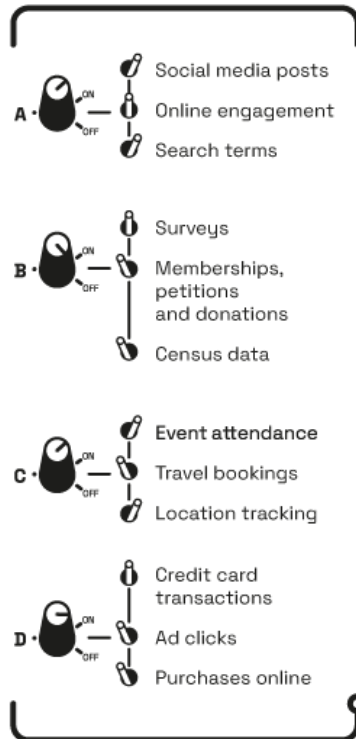 ON
Social media posts
A
Online engagement
OFF
Search terms
Surveys
ON
B
Memberships,
petitions
and donations
OFF
Census data
Event attendance
ON
C
Travel bookings
OFF
Location tracking
Credit card
transactions
ON
D
Ad clicks
OFF
Purchases online